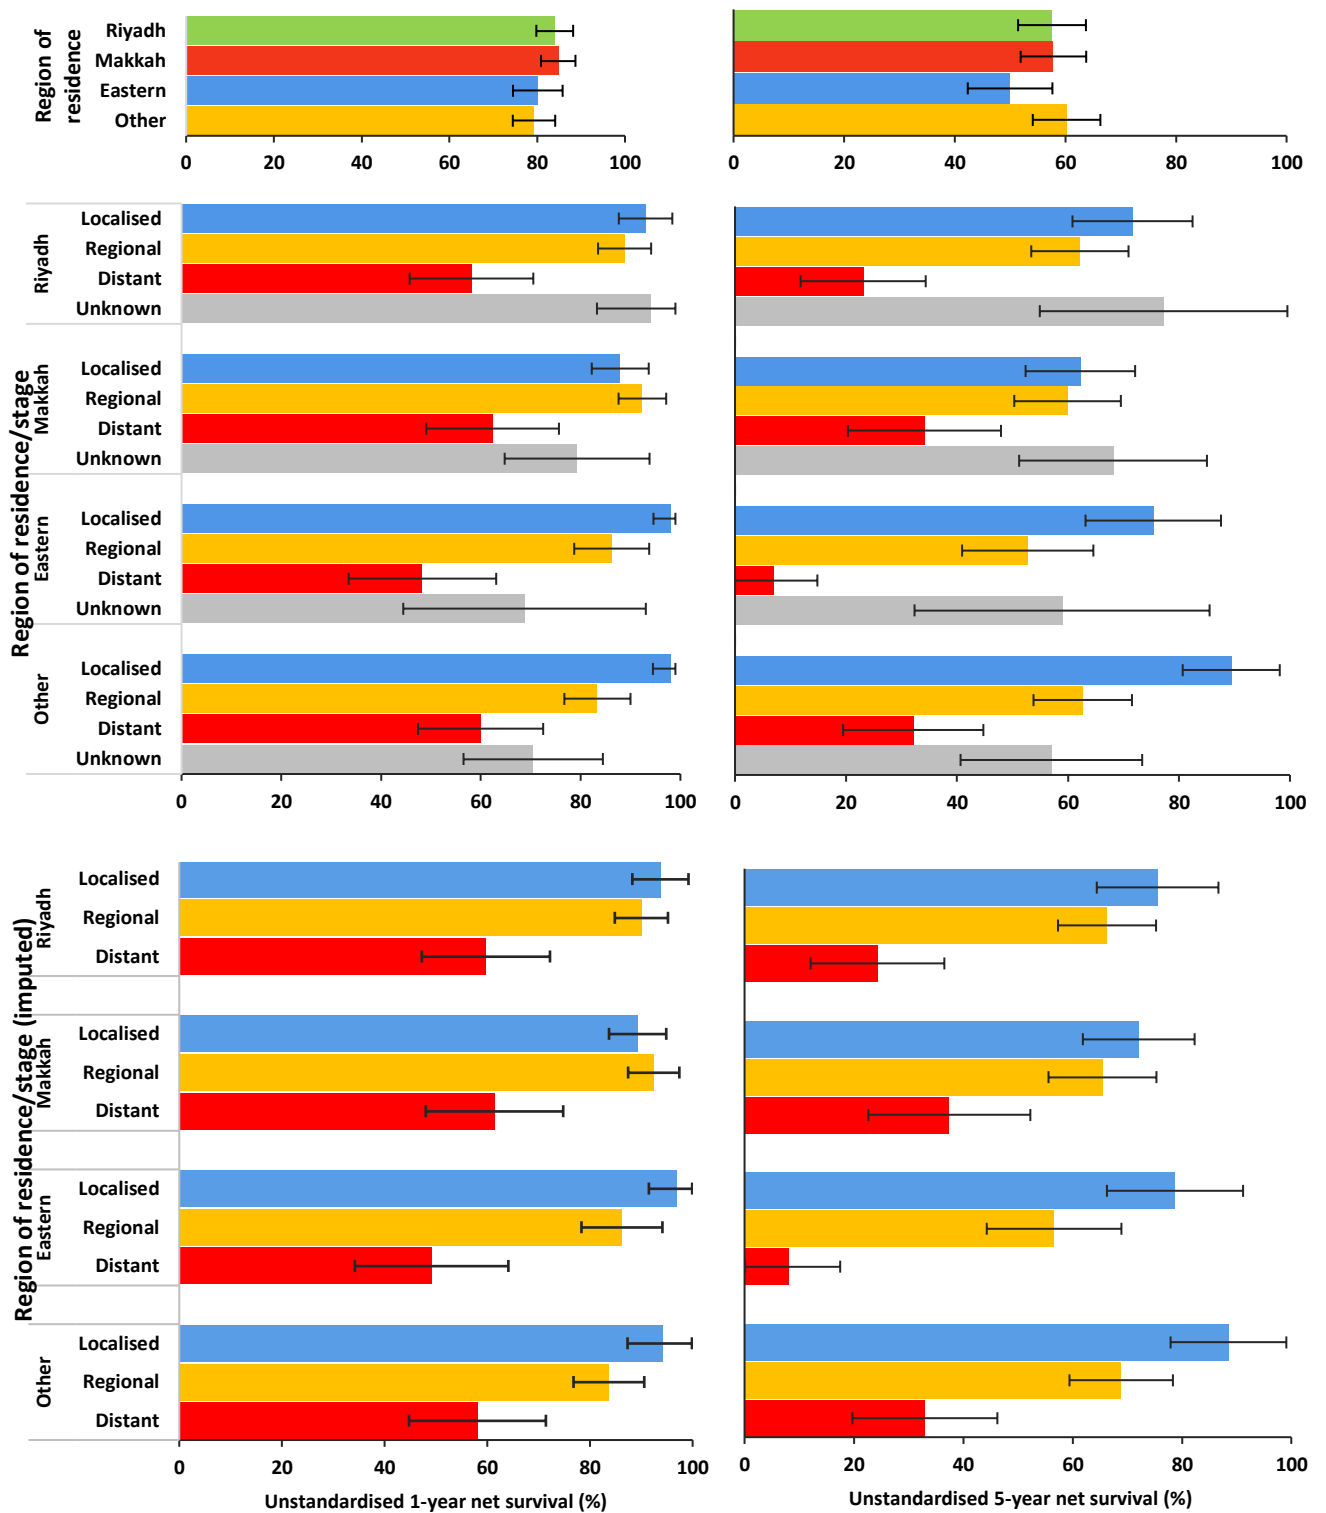 Region of
residence
Riyadh
Makkah
Eastern
Other
0 20 40 60 80 100
0 20 40 60 80 100
Region of residence/stage
Riyadh
Localised
Regional
Distant
Unknown
Makkah
Localised
Regional
Distant
Unknown
Eastern
Localised
Regional
Distant
Unknown
Other
Localised
Regional
Distant
Unknown
0 20 40 60 80 100
0 20 40 60 80 100
Region of residence/stage (imputed)
Riyadh
Localised
Regional
Distant
Makkah
Localised
Regional
Distant
Eastern
Localised
Regional
Distant
Other
Localised
Regional
Distant
0 20 40 60 80 100
0 20 40 60 80 100
Unstandardised 1-year net survival (%)
Unstandardised 5-year net survival (%)